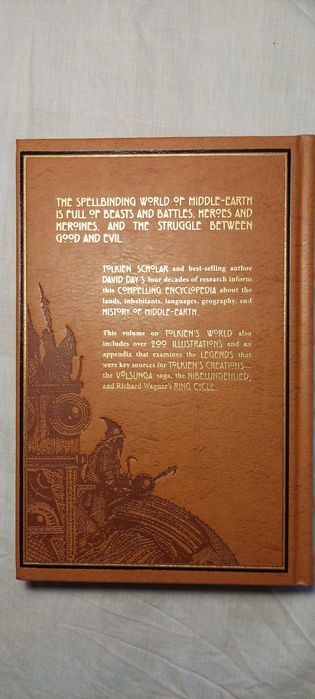 THE SPELLBINDING WORLD OF MIDDLE-EARTH
IS FULL OF BEASTS AND BATTLES, HEROES AND
HEROINES, AND THE STRUGGLE BETWEEN
GOOD AND EVIL.
TOLKIEN SCHOLAR and best-selling author
DAVID DAY'S four decades of research informs
this COMPELLING ENCYCLOPEDIA about the
lands, inhabitants, languages, geography, and
HISTORY OF MIDDLE-EARTH.
This volume on TOLKIEN'S WORLD also
includes over 200 ILLUSTRATIONS and an
appendix that examines the LEGENDS that
were key sources for TOLKIEN'S CREATIONS—
the VÖLSUNGA saga, the NIBELUNGENLIED,
and Richard Wagner's RING CYCLE.